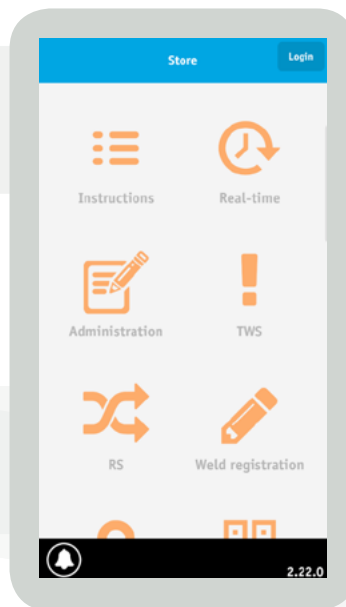 Store
Login
Instructions
Real-time
Administration
TWS
RS
Weld registration
2.22.0